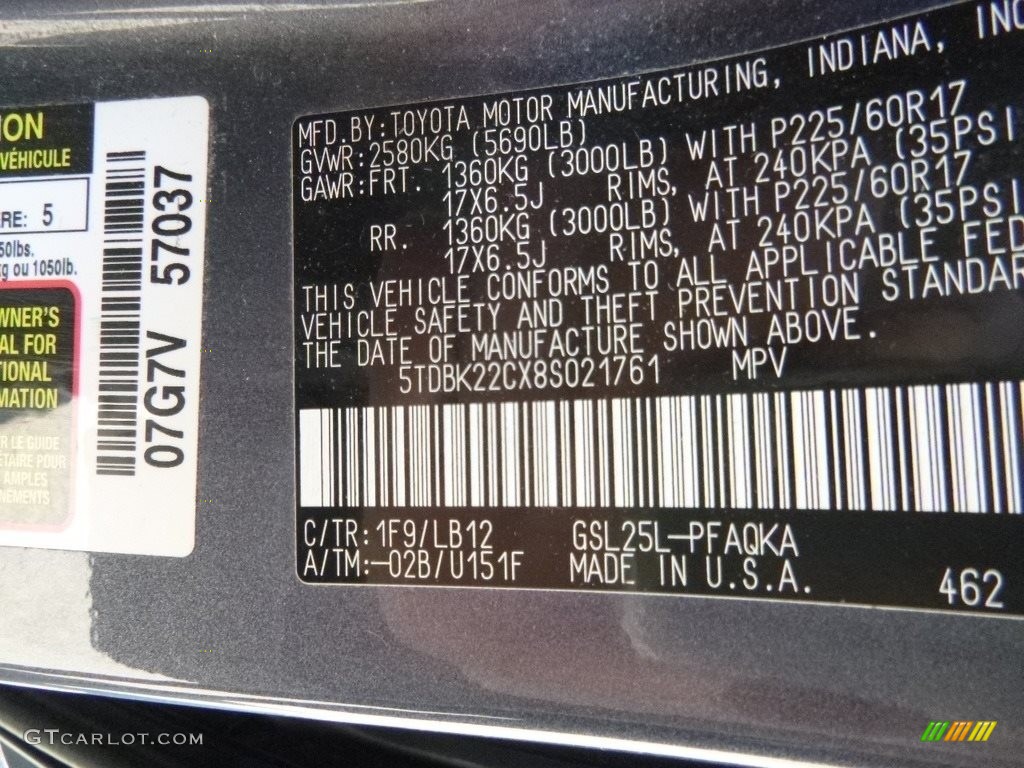 ION
VÉHICULE
ERE: 5
50lbs.
kg ou 1050lb.
WNER'S
AL FOR
TIONAL
MATION
R LE GUIDE
ÉTAIRE POUR
AMPLES
NEMENTS
07G7V 57037
MFD.BY:TOYOTA MOTOR MANUFACTURING, INDIANA, INC
GVWR:2580KG (5690LB)
GAWR:FRT. 1360KG (3000LB) WITH P225/60R17
17X6.5J RIMS, AT 240KPA (35PSI
RR. 1360KG (3000LB) WITH P225/60R17
17X6.5J RIMS, AT 240KPA (35PSI
THIS VEHICLE CONFORMS TO ALL APPLICABLE FED
VEHICLE SAFETY AND THEFT PREVENTION STANDAR
THE DATE OF MANUFACTURE SHOWN ABOVE.
5TDBK22CX8S021761 MPV
C/TR:1F9/LB12 GSL25L-PFAQKA
A/TM:-02B/U151F MADE IN U.S.A.
462
GTCARLOT.COM